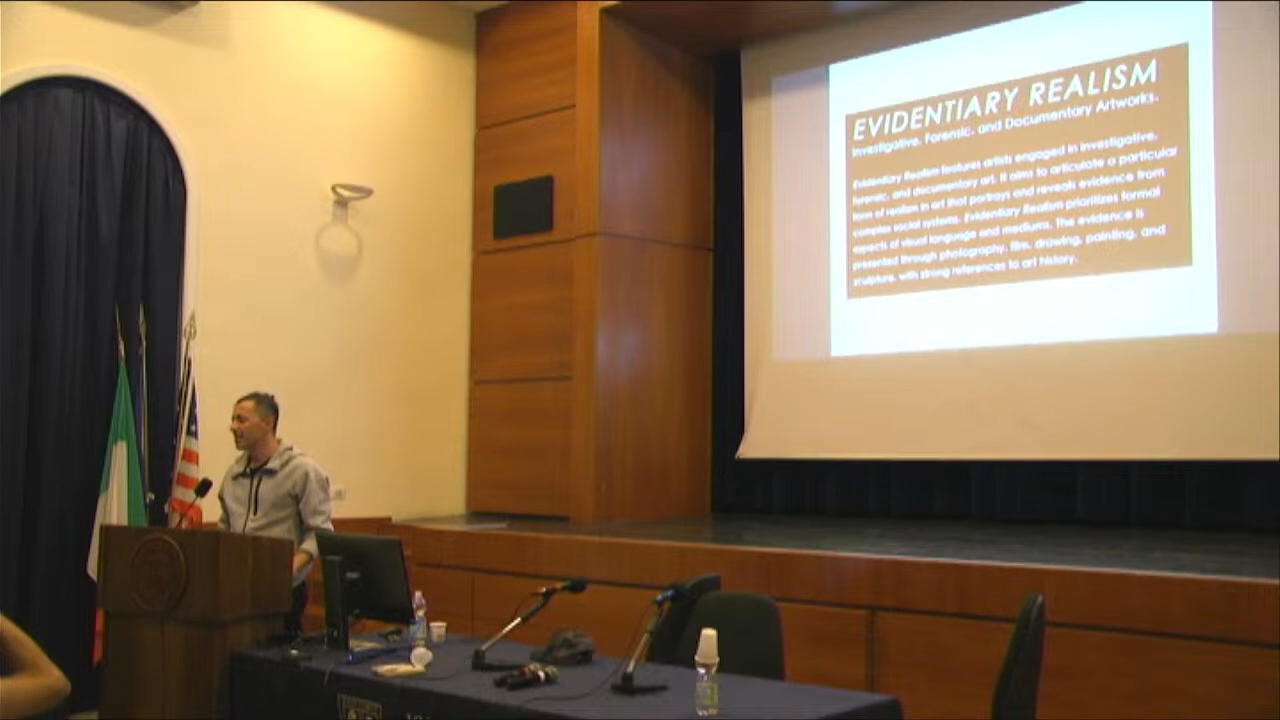 EVIDENTIARY REALISM
Investigative, Forensic, and Documentary Artworks.
Evidentiary Realism features artists engaged in investigative,
forensic, and documentary art. It aims to articulate a particular
form of realism in art that portrays and reveals evidence from
complex social systems. Evidentiary Realism prioritizes formal
aspects of visual language and mediums. The evidence is
presented through photography, film, drawing, painting, and
sculpture, with strong references to art history.